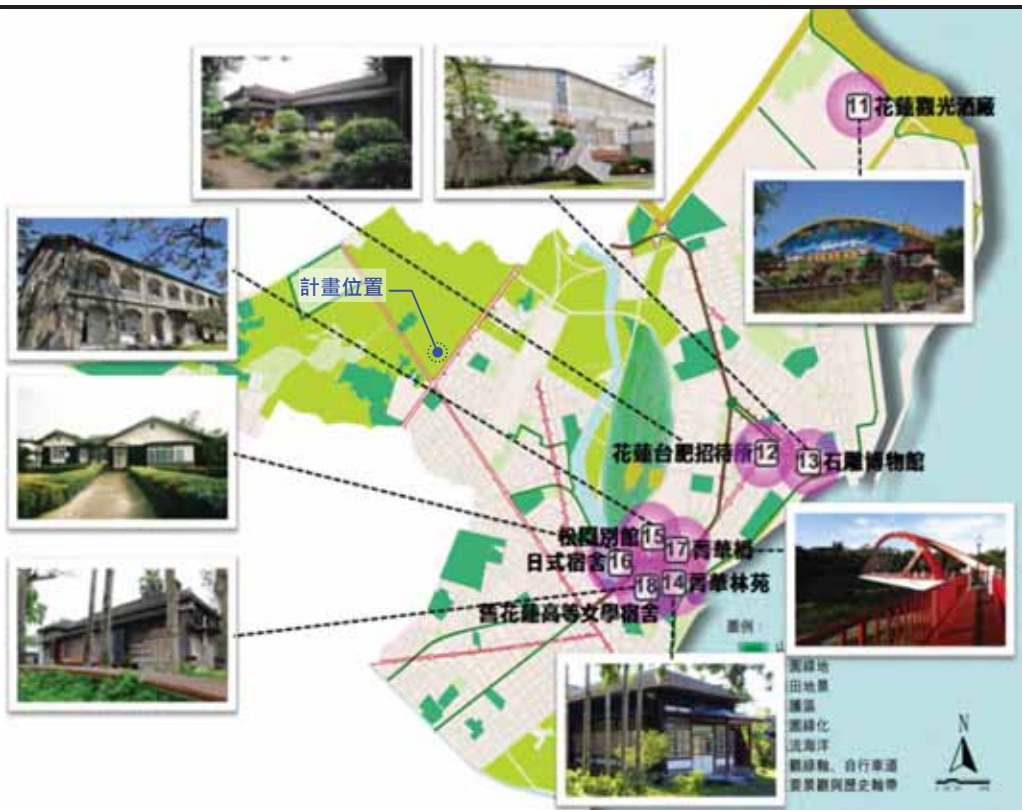 11 花蓮觀光酒廠
計畫位置
花蓮台肥招待所 12
13 石雕博物館
松園別館 15
17 菁華橋
日式宿舍 16
18 14 菁華林苑
舊花蓮高等女學宿舍
圖例：
園綠地
田地景
護區
園綠化
流海洋
觀綠軸、自行車道
要景觀與歷史軸帶
N